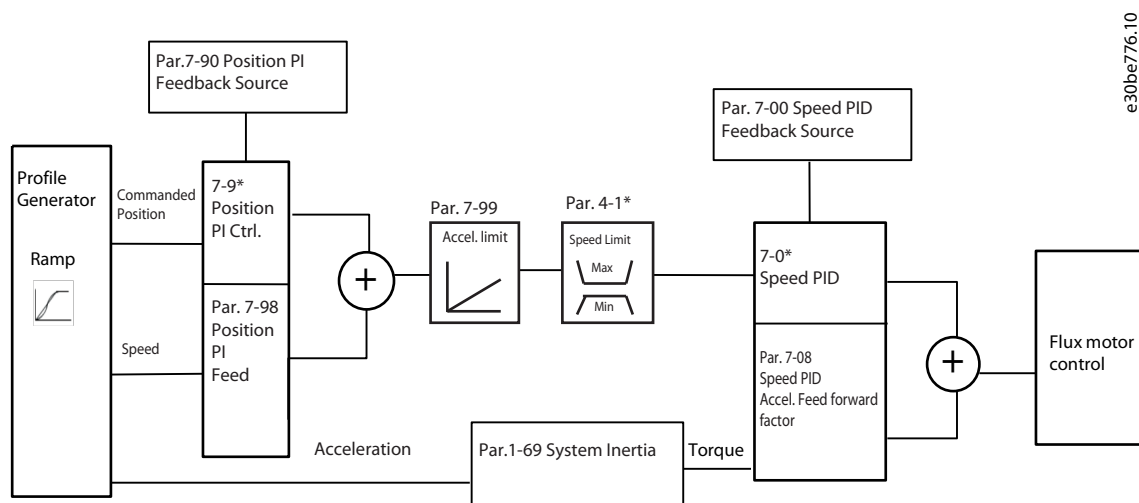 e30be776.10
Par.7-90 Position PI
Feedback Source
Par. 7-00 Speed PID
Feedback Source
Profile
Generator
Ramp
Commanded
Position
Speed
7-9*
Position
PI Ctrl.
Par. 7-98
Position
PI
Feed
+
Par. 7-99
Accel. limit
Par. 4-1*
Speed Limit
Max
Min
7-0*
Speed PID
Par. 7-08
Speed PID
Accel. Feed forward
factor
+
Flux motor
control
Acceleration
Par.1-69 System Inertia
Torque